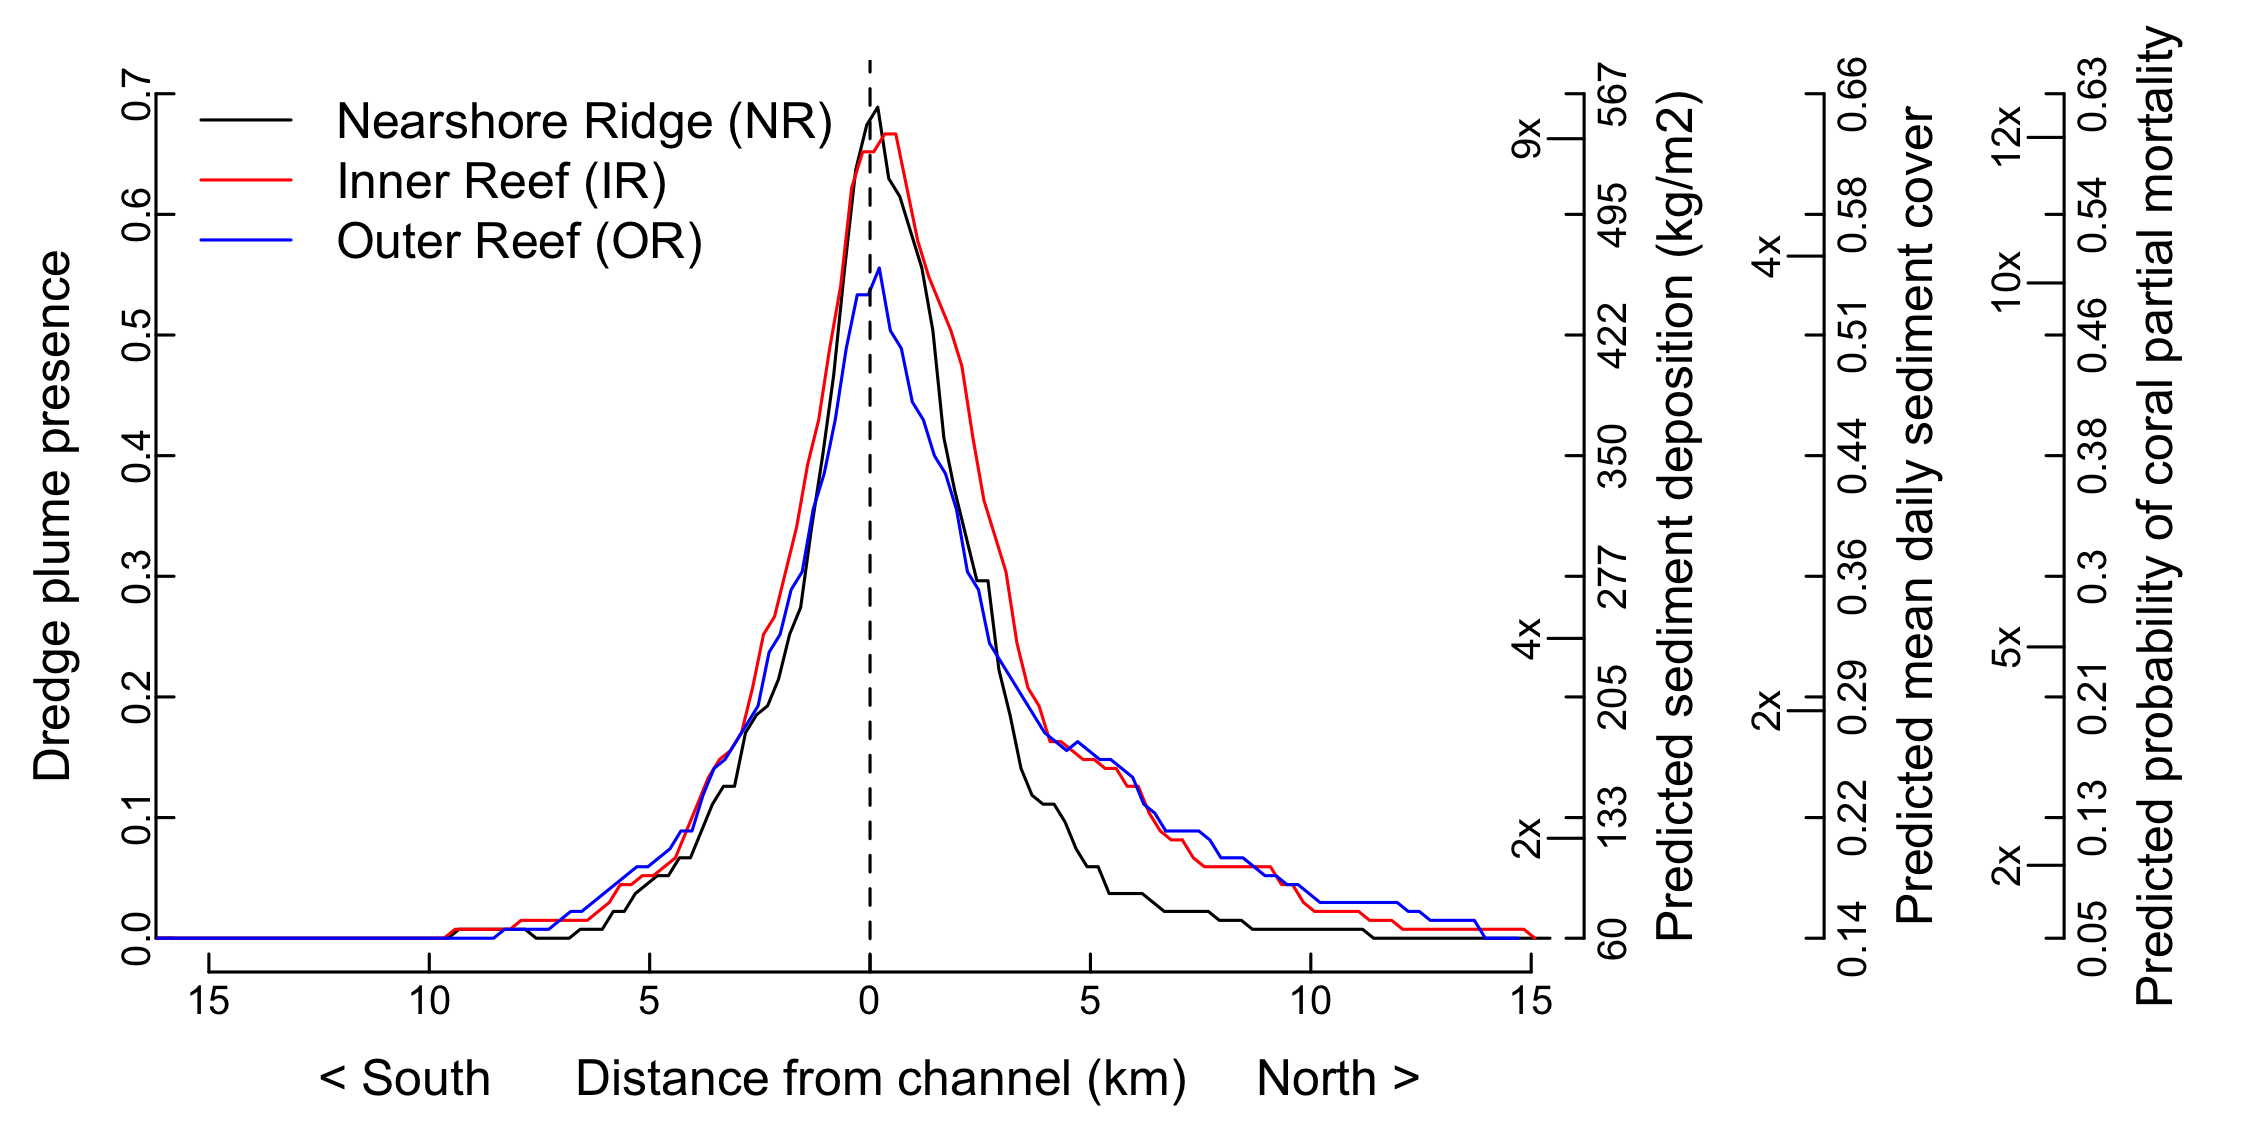 Nearshore Ridge (NR)
Inner Reef (IR)
Outer Reef (OR)
Dredge plume presence
0.0
0.1
0.2
0.3
0.4
0.5
0.6
0.7
15
10
5
0
5
10
15
< South
Distance from channel (km)
North >
2x
4x
9x
60
133
205
277
350
422
495
567
Predicted sediment deposition (kg/m2)
2x
4x
0.14
0.22
0.29
0.36
0.44
0.51
0.58
0.66
Predicted mean daily sediment cover
2x
5x
10x
12x
0.05
0.13
0.21
0.3
0.38
0.46
0.54
0.63
Predicted probability of coral partial mortality